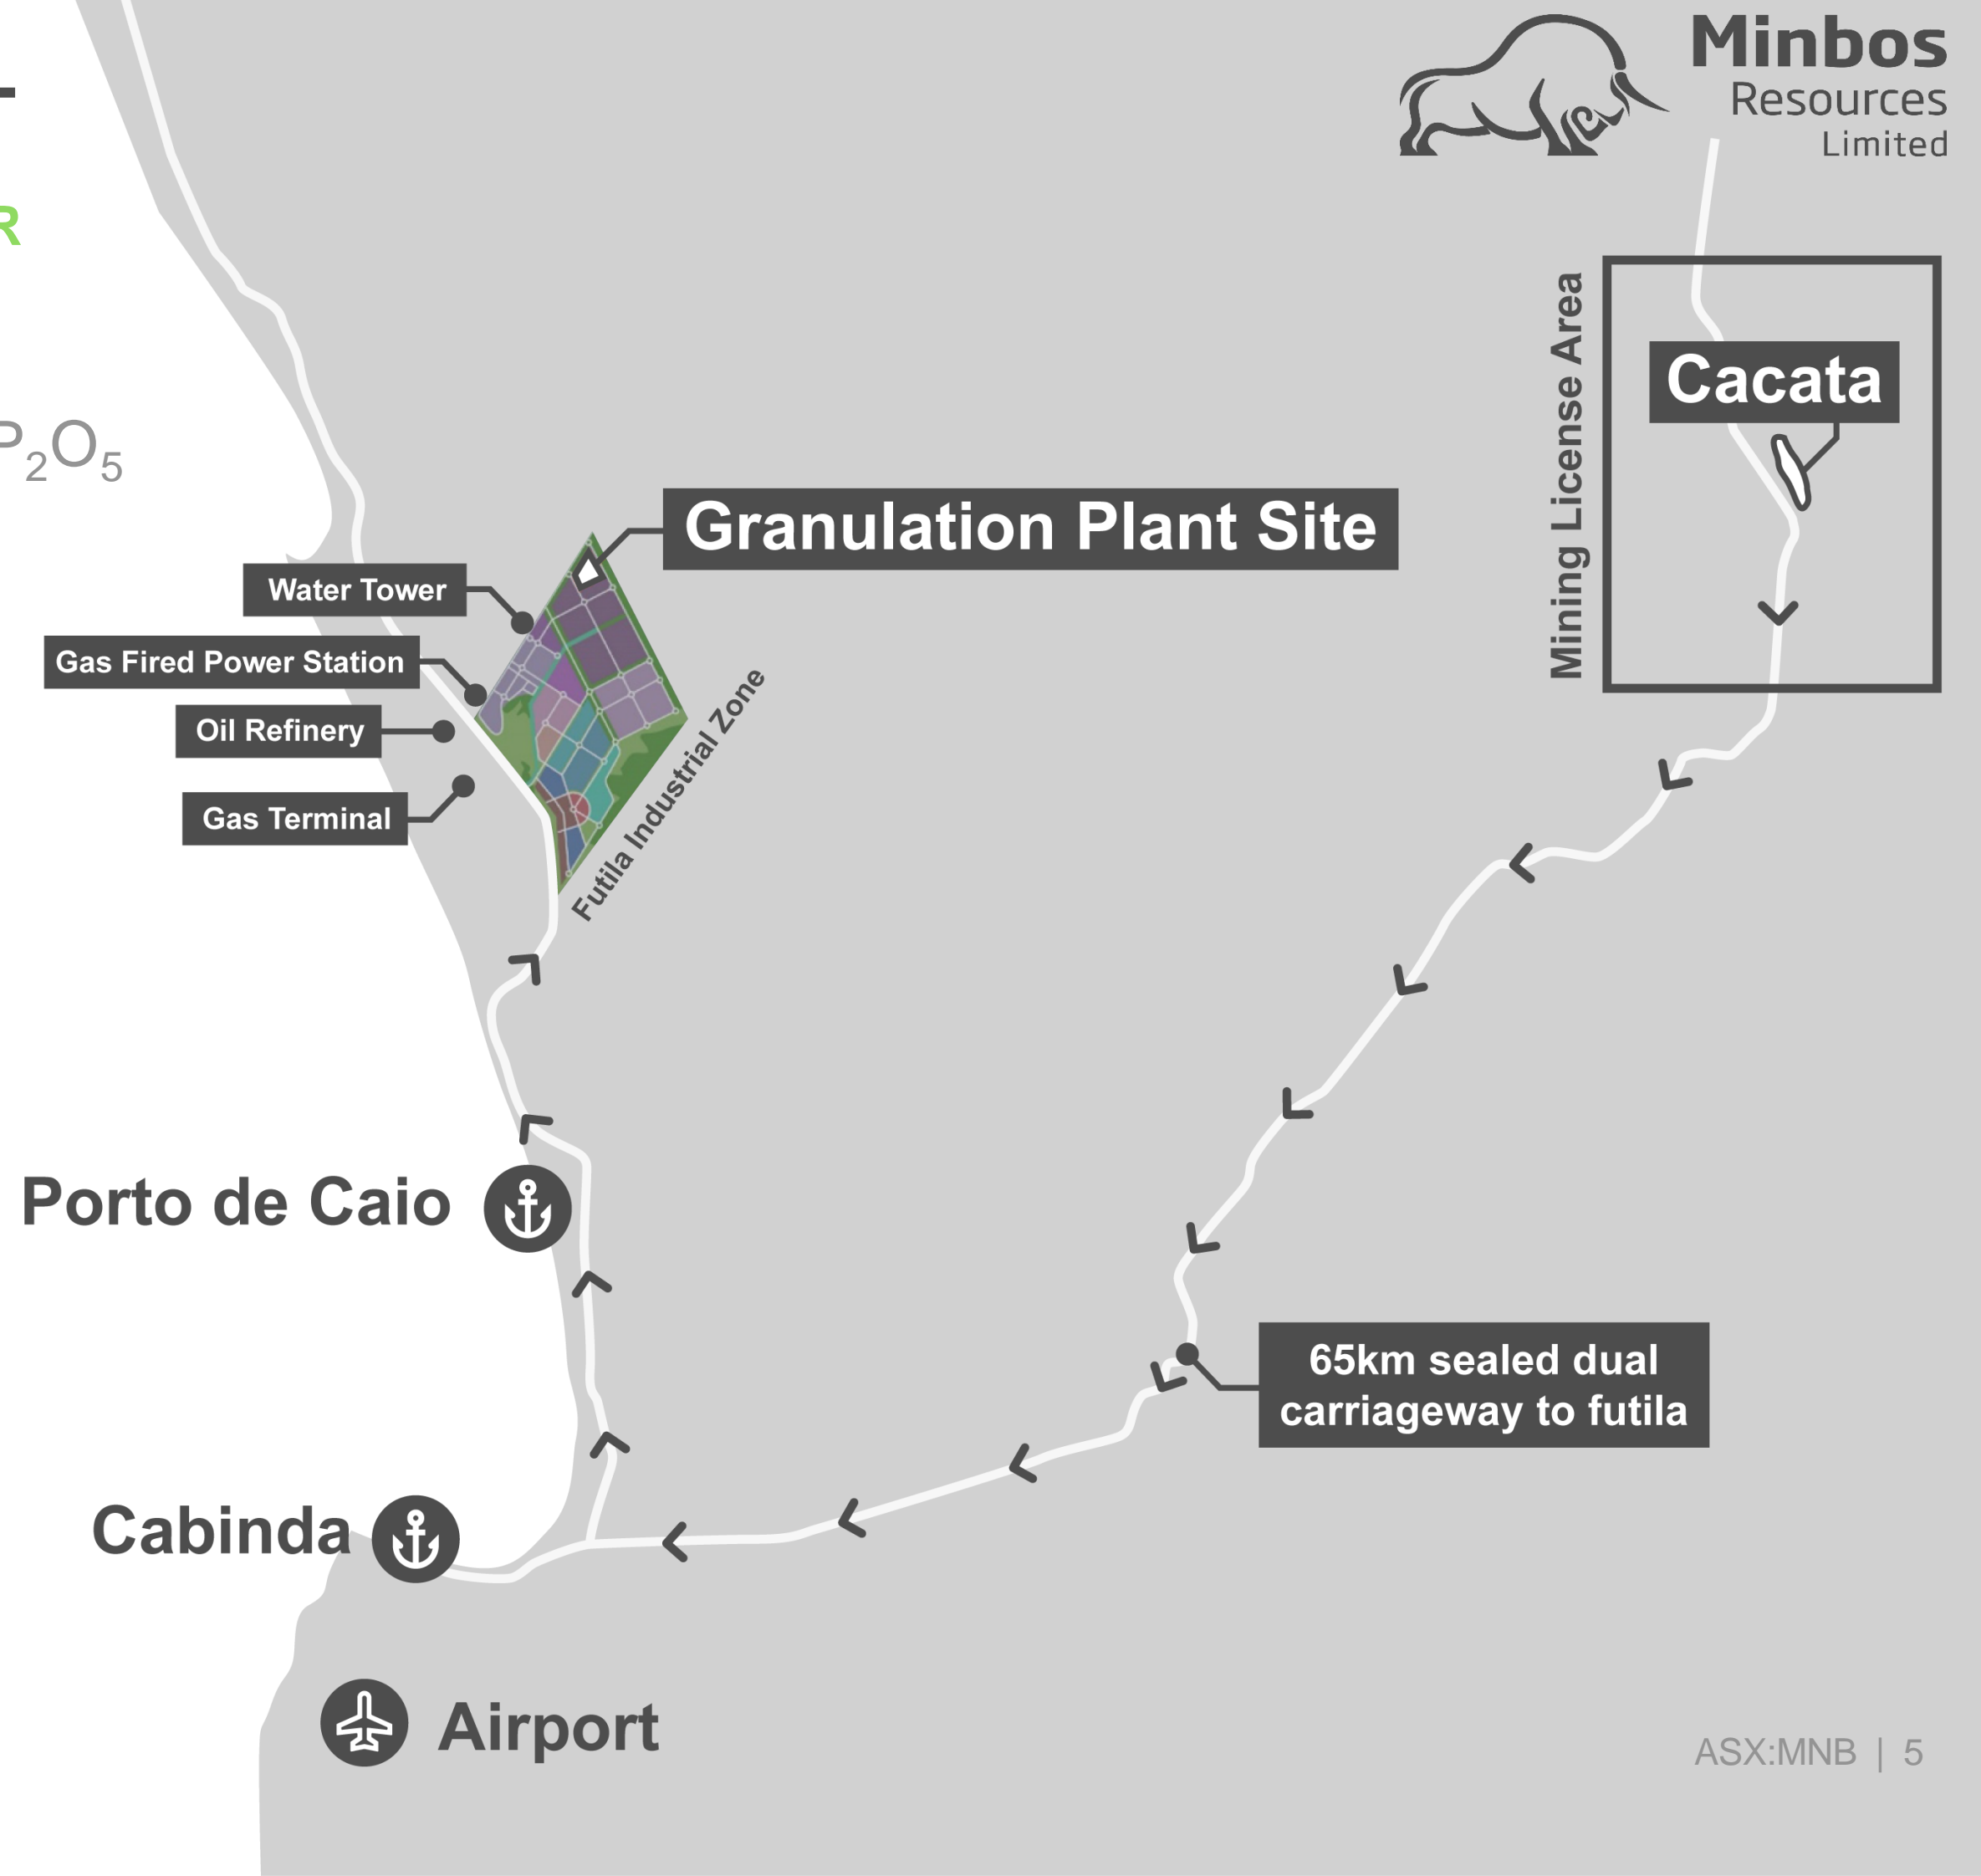 Minbos
Resources
Limited
R
P2O5
Mining License Area
Cacata
Granulation Plant Site
Water Tower
Gas Fired Power Station
Oil Refinery
Gas Terminal
Futila Industrial Zone
Porto de Caio
65km sealed dual
carriageway to futila
Cabinda
Airport
ASX:MNB | 5